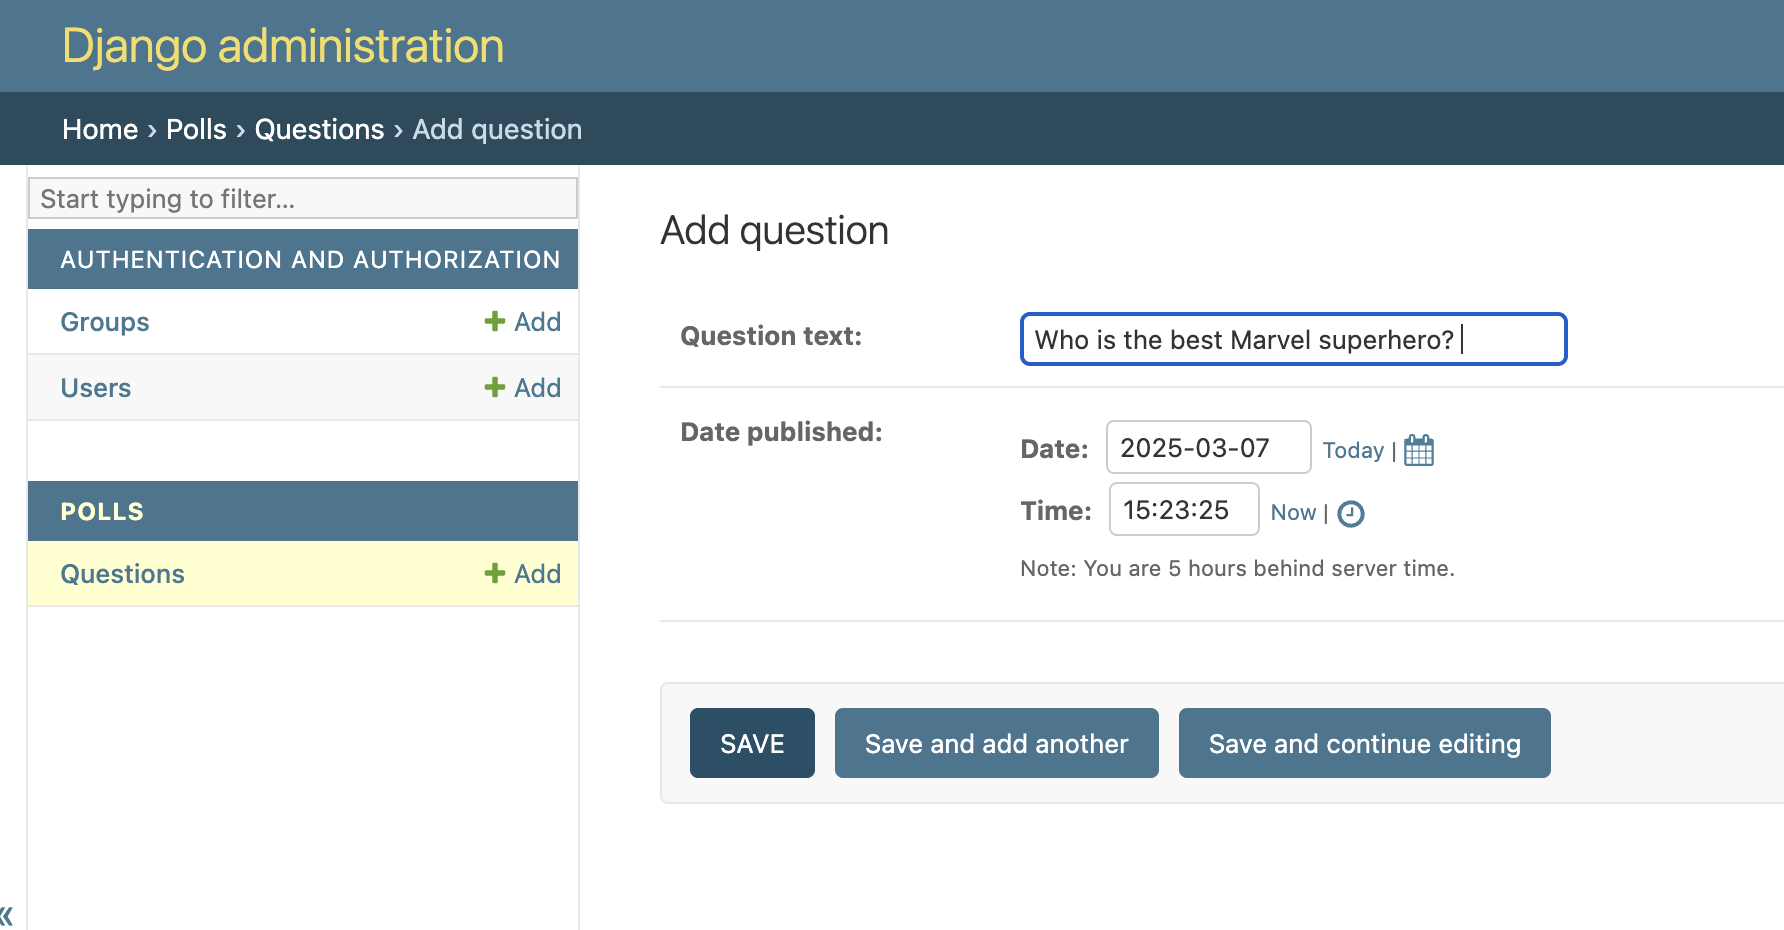 Django administration
Home › Polls › Questions › Add question
Start typing to filter...
AUTHENTICATION AND AUTHORIZATION
Groups + Add
Users + Add
POLLS
Questions + Add
«
Add question
Question text: Who is the best Marvel superhero?
Date published:
Date: 2025-03-07 Today |
Time: 15:23:25 Now |
Note: You are 5 hours behind server time.
SAVE Save and add another Save and continue editing